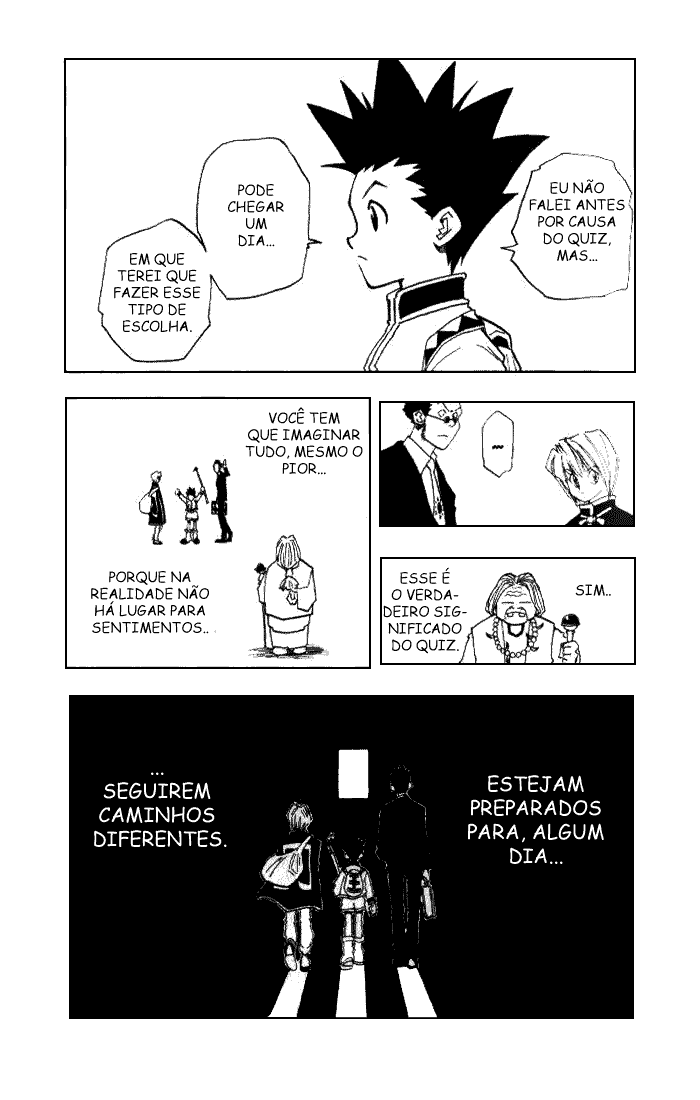 EU NÃO
FALEI ANTES
POR CAUSA
DO QUIZ,
MAS...
PODE
CHEGAR
UM
DIA...
EM QUE
TEREI QUE
FAZER ESSE
TIPO DE
ESCOLHA.
SIM..
ESSE É
O VERDA-
DEIRO SIG-
NIFICADO
DO QUIZ.
VOCÊ TEM
QUE IMAGINAR
TUDO, MESMO O
PIOR...
PORQUE NA
REALIDADE NÃO
HÁ LUGAR PARA
SENTIMENTOS..
ESTEJAM
PREPARADOS
PARA, ALGUM
DIA...
...
SEGUIREM
CAMINHOS
DIFERENTES.